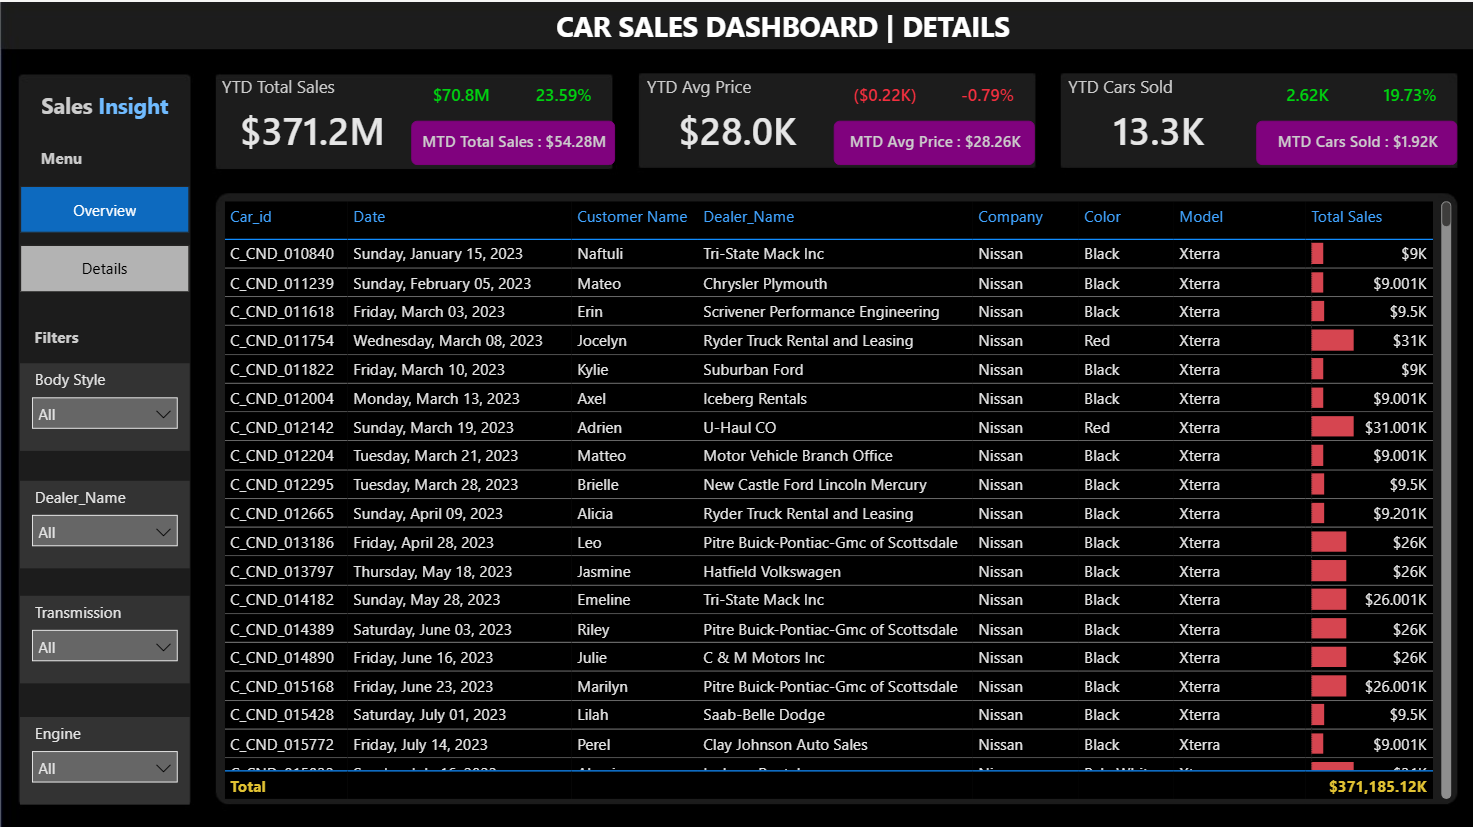 CAR SALES DASHBOARD | DETAILS
Sales Insight
Menu
Overview
Details
Filters
Body Style
All
Dealer_Name
All
Transmission
All
Engine
All
YTD Total Sales
$70.8M 23.59%
$371.2M
MTD Total Sales : $54.28M
YTD Avg Price
($0.22K) -0.79%
$28.0K
MTD Avg Price : $28.26K
YTD Cars Sold
2.62K 19.73%
13.3K
MTD Cars Sold : $1.92K
Car_id Date Customer Name Dealer_Name Company Color Model Total Sales
C_CND_010840 Sunday, January 15, 2023 Naftuli Tri-State Mack Inc Nissan Black Xterra $9K
C_CND_011239 Sunday, February 05, 2023 Mateo Chrysler Plymouth Nissan Black Xterra $9.001K
C_CND_011618 Friday, March 03, 2023 Erin Scrivener Performance Engineering Nissan Black Xterra $9.5K
C_CND_011754 Wednesday, March 08, 2023 Jocelyn Ryder Truck Rental and Leasing Nissan Red Xterra $31K
C_CND_011822 Friday, March 10, 2023 Kylie Suburban Ford Nissan Black Xterra $9K
C_CND_012004 Monday, March 13, 2023 Axel Iceberg Rentals Nissan Black Xterra $9.001K
C_CND_012142 Sunday, March 19, 2023 Adrien U-Haul CO Nissan Red Xterra $31.001K
C_CND_012204 Tuesday, March 21, 2023 Matteo Motor Vehicle Branch Office Nissan Black Xterra $9.001K
C_CND_012295 Tuesday, March 28, 2023 Brielle New Castle Ford Lincoln Mercury Nissan Black Xterra $9.5K
C_CND_012665 Sunday, April 09, 2023 Alicia Ryder Truck Rental and Leasing Nissan Black Xterra $9.201K
C_CND_013186 Friday, April 28, 2023 Leo Pitre Buick-Pontiac-Gmc of Scottsdale Nissan Black Xterra $26K
C_CND_013797 Thursday, May 18, 2023 Jasmine Hatfield Volkswagen Nissan Black Xterra $26K
C_CND_014182 Sunday, May 28, 2023 Emeline Tri-State Mack Inc Nissan Black Xterra $26.001K
C_CND_014389 Saturday, June 03, 2023 Riley Pitre Buick-Pontiac-Gmc of Scottsdale Nissan Black Xterra $26K
C_CND_014890 Friday, June 16, 2023 Julie C & M Motors Inc Nissan Black Xterra $26K
C_CND_015168 Friday, June 23, 2023 Marilyn Pitre Buick-Pontiac-Gmc of Scottsdale Nissan Black Xterra $26.001K
C_CND_015428 Saturday, July 01, 2023 Lilah Saab-Belle Dodge Nissan Black Xterra $9.5K
C_CND_015772 Friday, July 14, 2023 Perel Clay Johnson Auto Sales Nissan Black Xterra $9.001K
Total $371,185.12K